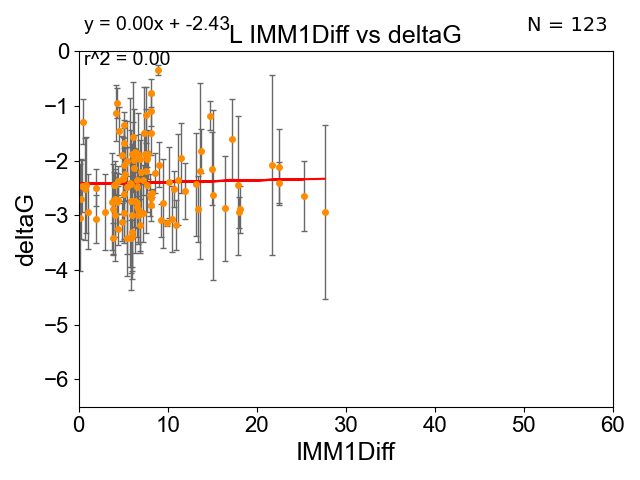 L IMM1Diff vs deltaG
y = 0.00x + -2.43
r^2 = 0.00
N = 123
deltaG
−1
−2
−3
−4
−5
−6
0
0 10 20 30 40 50 60
IMM1Diff